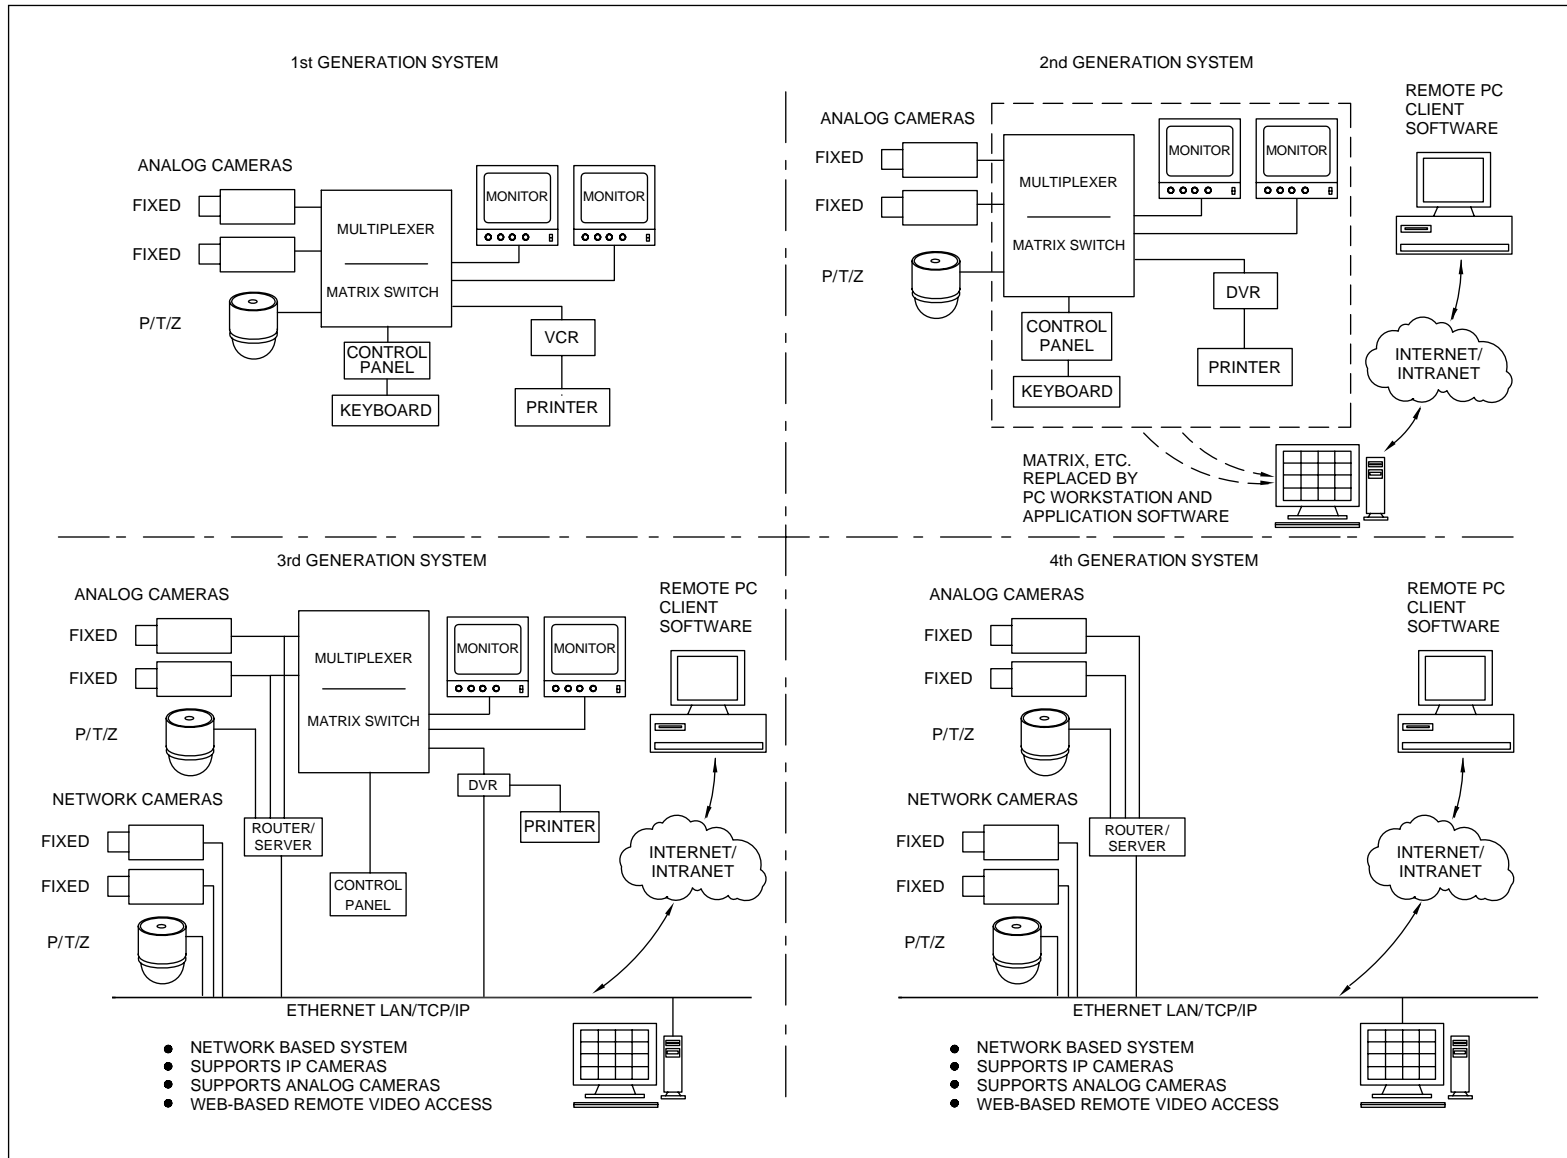 1st GENERATION SYSTEM
ANALOG CAMERAS
FIXED
FIXED
P/T/Z
MULTIPLEXER
MATRIX SWITCH
MONITOR
MONITOR
CONTROL
PANEL
KEYBOARD
VCR
PRINTER
2nd GENERATION SYSTEM
ANALOG CAMERAS
FIXED
FIXED
P/T/Z
MULTIPLEXER
MATRIX SWITCH
MONITOR
MONITOR
CONTROL
PANEL
KEYBOARD
DVR
PRINTER
REMOTE PC
CLIENT
SOFTWARE
INTERNET/
INTRANET
MATRIX, ETC.
REPLACED BY
PC WORKSTATION AND
APPLICATION SOFTWARE
3rd GENERATION SYSTEM
ANALOG CAMERAS
FIXED
FIXED
P/T/Z
NETWORK CAMERAS
FIXED
FIXED
P/T/Z
MULTIPLEXER
MATRIX SWITCH
MONITOR
MONITOR
ROUTER/
SERVER
CONTROL
PANEL
DVR
PRINTER
REMOTE PC
CLIENT
SOFTWARE
INTERNET/
INTRANET
ETHERNET LAN/TCP/IP
● NETWORK BASED SYSTEM
● SUPPORTS IP CAMERAS
● SUPPORTS ANALOG CAMERAS
● WEB-BASED REMOTE VIDEO ACCESS
4th GENERATION SYSTEM
ANALOG CAMERAS
FIXED
FIXED
P/T/Z
NETWORK CAMERAS
FIXED
FIXED
P/T/Z
ROUTER/
SERVER
REMOTE PC
CLIENT
SOFTWARE
INTERNET/
INTRANET
ETHERNET LAN/TCP/IP
● NETWORK BASED SYSTEM
● SUPPORTS IP CAMERAS
● SUPPORTS ANALOG CAMERAS
● WEB-BASED REMOTE VIDEO ACCESS